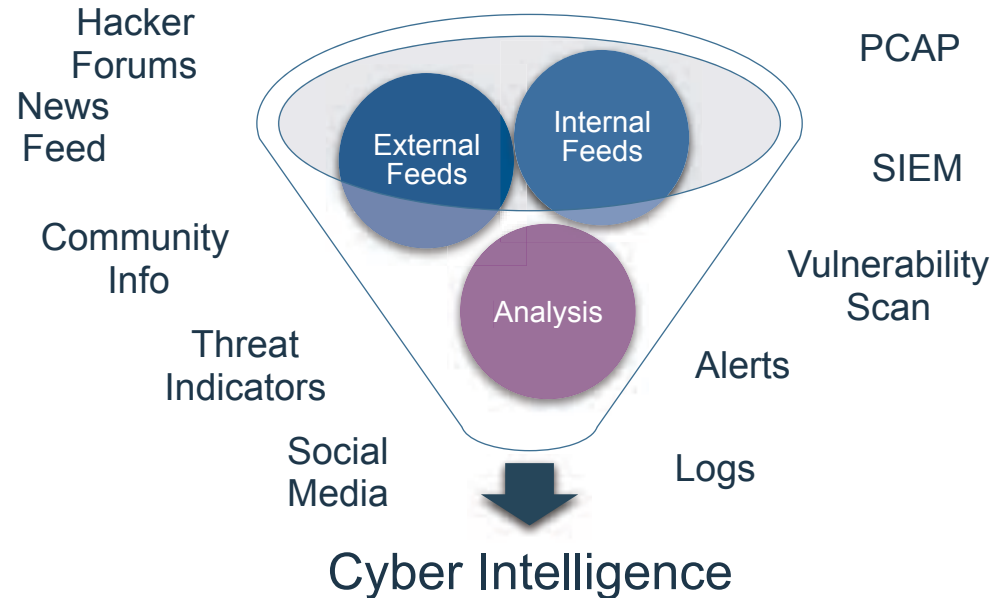 Hacker
Forums
News
Feed
Community
Info
Threat
Indicators
Social
Media
External
Feeds
Internal
Feeds
Analysis
PCAP
SIEM
Vulnerability
Scan
Alerts
Logs
Cyber Intelligence